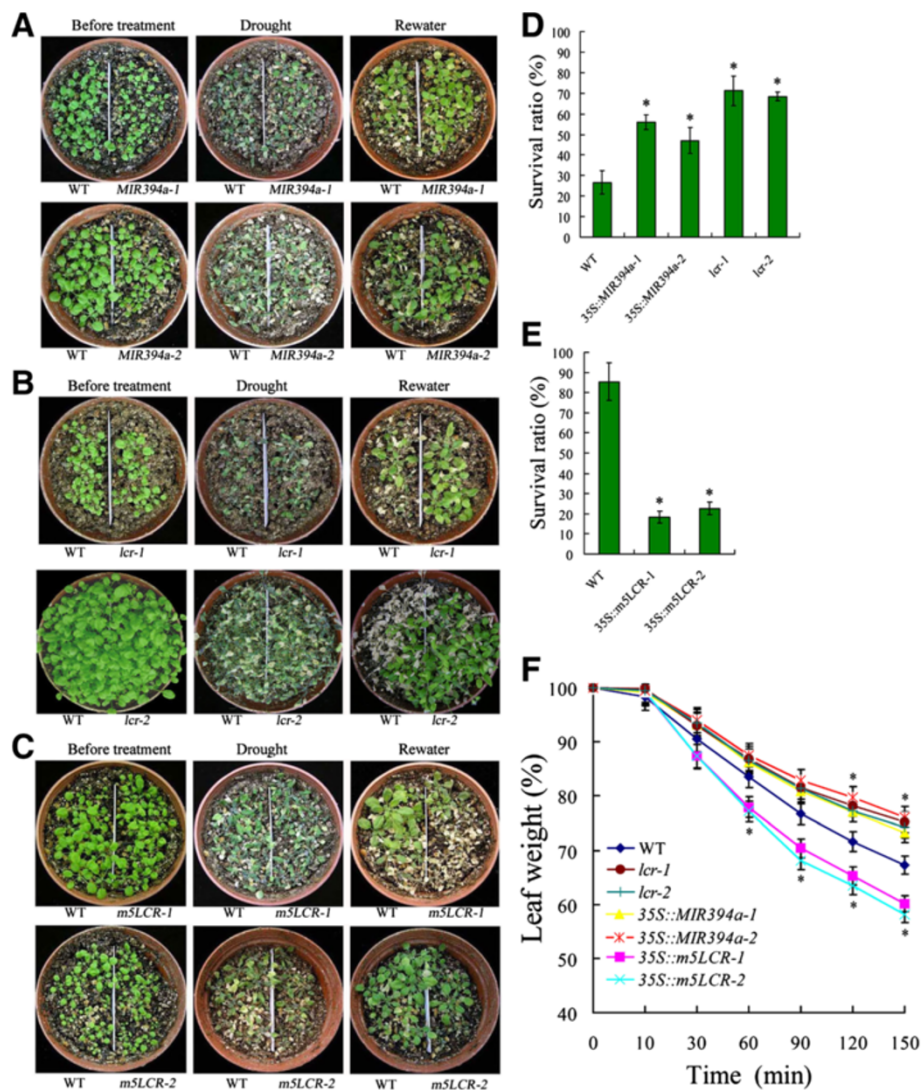 A
Before treatment Drought Rewater
WT MIR394a-1 WT MIR394a-1 WT MIR394a-1
WT MIR394a-2 WT MIR394a-2 WT MIR394a-2
B
Before treatment Drought Rewater
WT lcr-1 WT lcr-1 WT lcr-1
WT lcr-2 WT lcr-2 WT lcr-2
C
Before treatment Drought Rewater
WT m5LCR-1 WT m5LCR-1 WT m5LCR-1
WT m5LCR-2 WT m5LCR-2 WT m5LCR-2
D
Survival ratio (%)
100
90
80
70
60
50
40
30
20
10
0
* * * *
WT 35S::MIR394a-1 35S::MIR394a-2 lcr-1 lcr-2
E
Survival ratio (%)
100
90
80
70
60
50
40
30
20
10
0
* *
WT 35S::m5LCR-1 35S::m5LCR-2
F
Leaf weight (%)
100
90
80
70
60
50
40
* * *
* * * *
WT
lcr-1
lcr-2
35S::MIR394a-1
35S::MIR394a-2
35S::m5LCR-1
35S::m5LCR-2
0 10 30 60 90 120 150
Time (min)